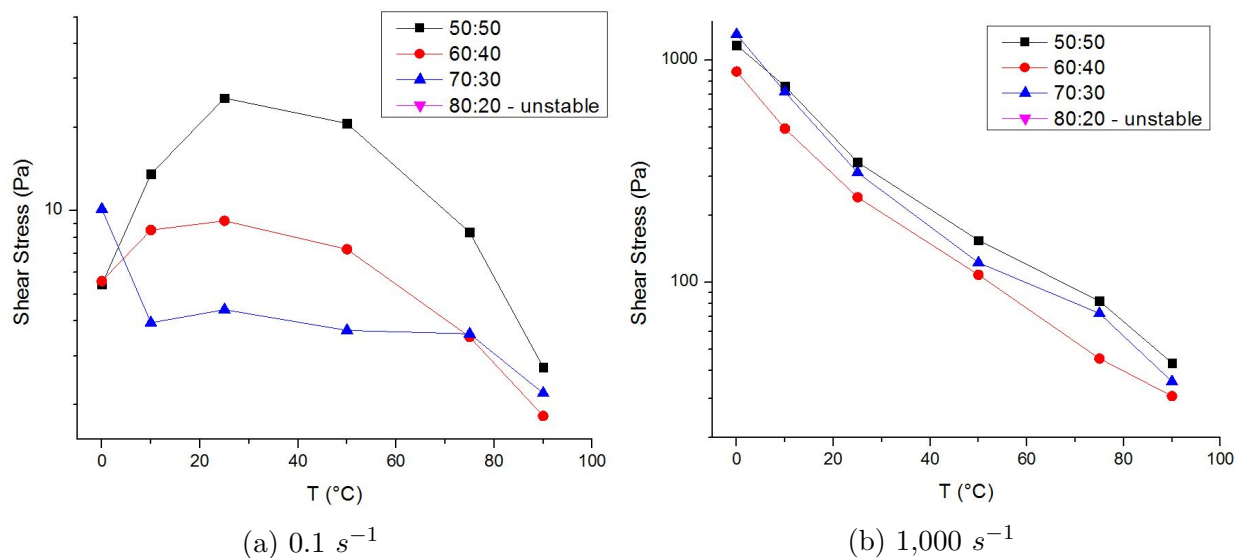 50:50
60:40
70:30
80:20 - unstable
10
Shear Stress (Pa)
0 20 40 60 80 100
T (°C)
(a) 0.1 s⁻¹
50:50
60:40
70:30
80:20 - unstable
1000
100
Shear Stress (Pa)
0 20 40 60 80 100
T (°C)
(b) 1,000 s⁻¹